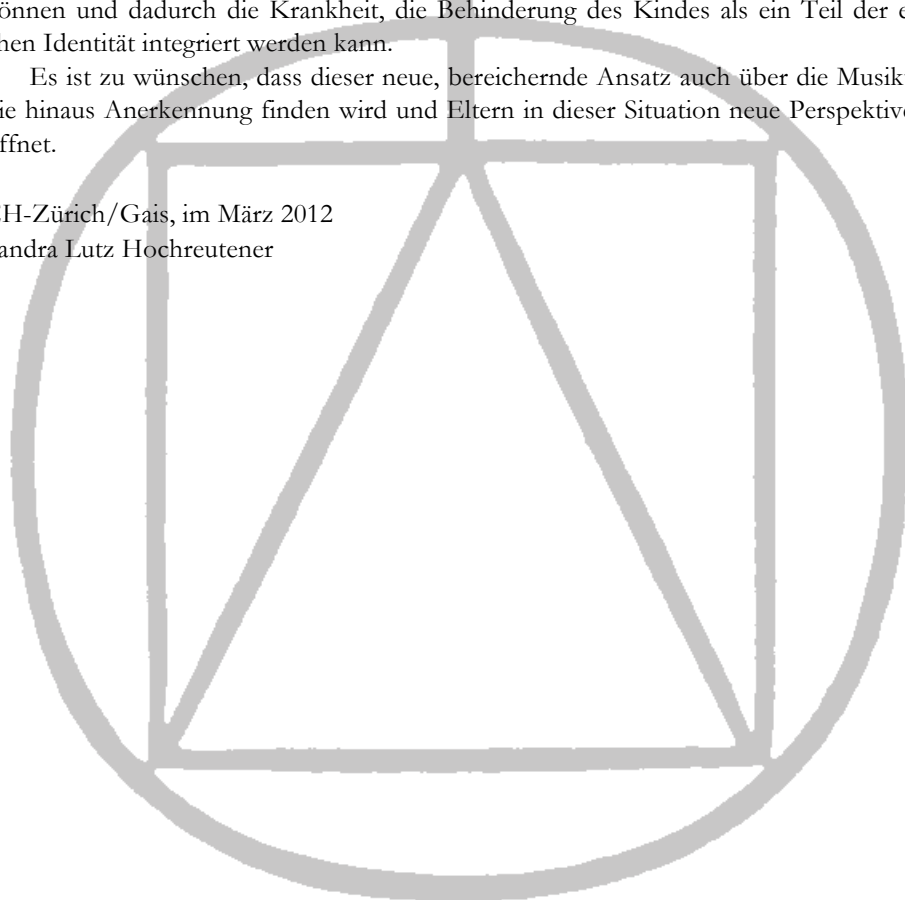 önnen und dadurch die Krankheit, die Behinderung des Kindes als ein Teil der e
chen Identität integriert werden kann.
Es ist zu wünschen, dass dieser neue, bereichernde Ansatz auch über die Musik
ie hinaus Anerkennung finden wird und Eltern in dieser Situation neue Perspektive
ffnet.
CH-Zürich/Gais, im März 2012
andra Lutz Hochreutener